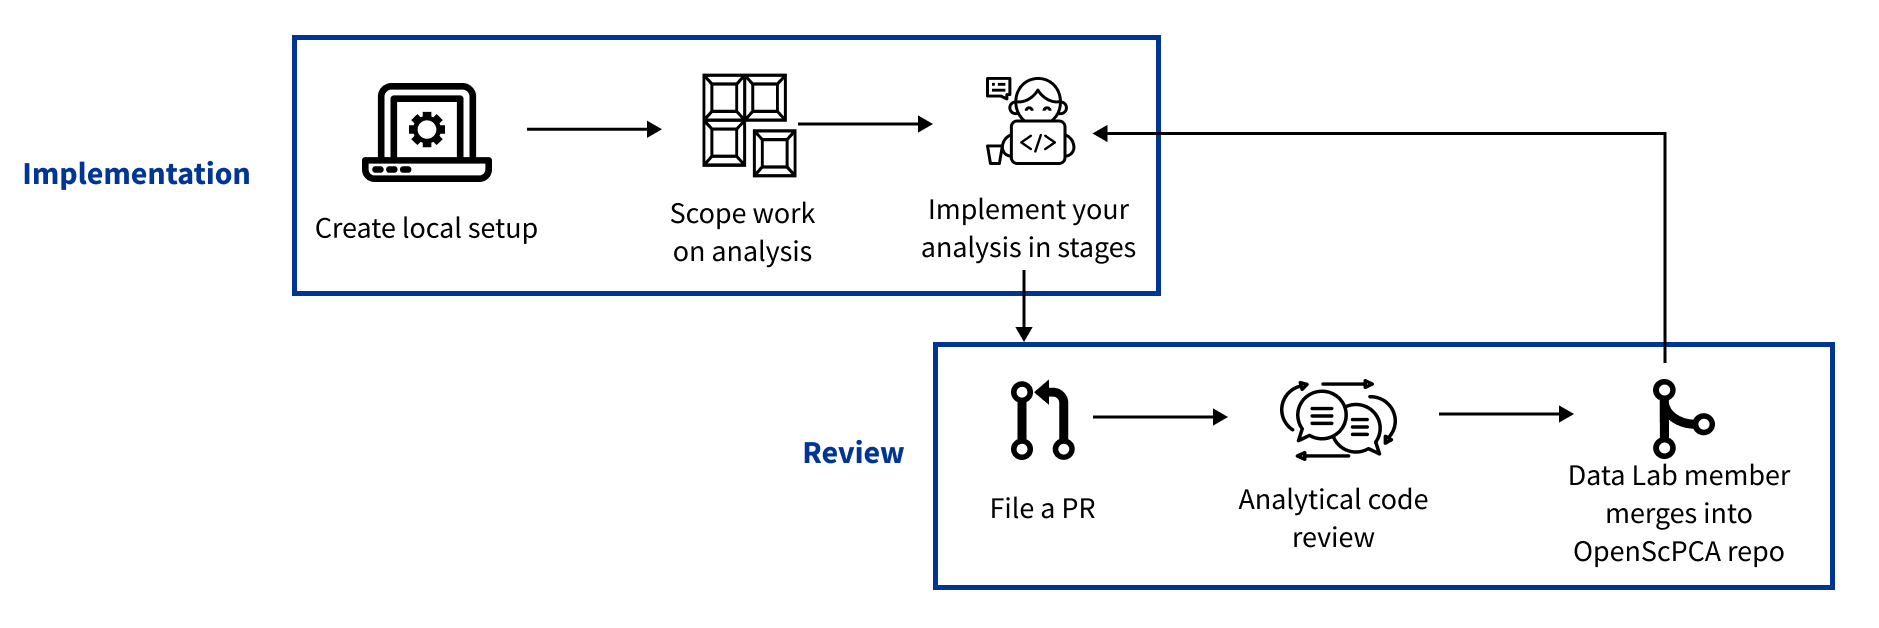 Implementation
Create local setup
Scope work
on analysis
</>
Implement your
analysis in stages
Review
File a PR
Analytical code
review
Data Lab member
merges into
OpenScPCA repo